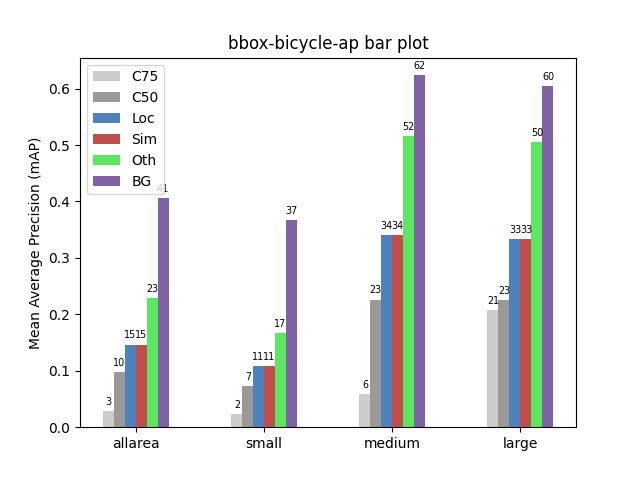 bbox-bicycle-ap bar plot
Mean Average Precision (mAP)
0.6
0.5
0.4
0.3
0.2
0.1
0.0
C75
C50
Loc
Sim
Oth
BG
3
10
15
15
23
41
2
7
11
11
17
37
6
23
34
34
52
62
21
23
33
33
50
60
allarea
small
medium
large